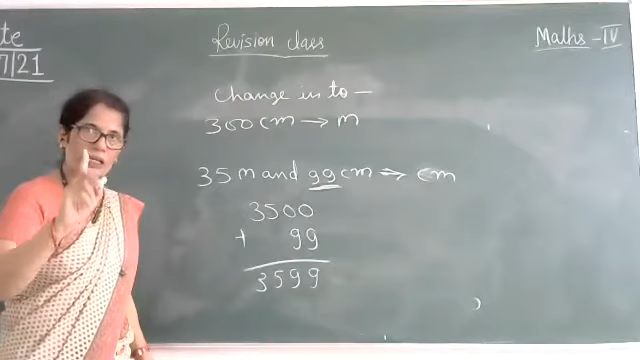 te
7/21
Revision class
Maths - IV
Change in to —
300 cm → m
35 m and 99 cm → cm
3500
+ 99
3599